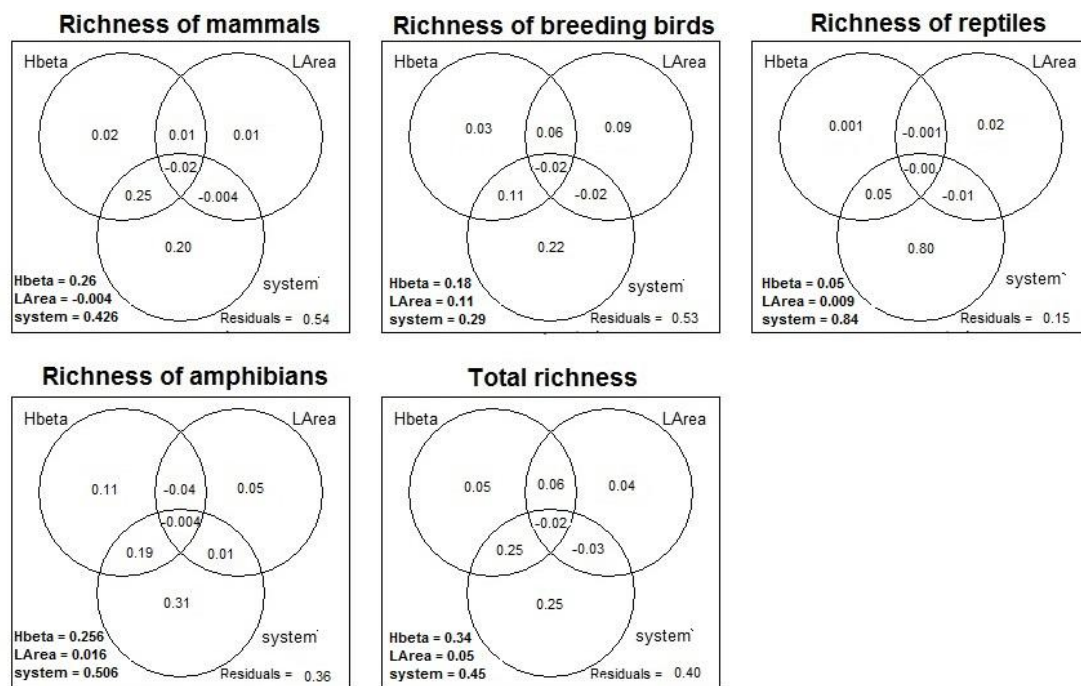 Richness of mammals
Hbeta
LArea
0.02
0.01
0.01
-0.02
0.25
-0.004
0.20
Hbeta = 0.26
LArea = -0.004
system = 0.426
system`
Residuals = 0.54
Richness of breeding birds
Hbeta
LArea
0.03
0.06
0.09
-0.02
0.11
-0.02
0.22
Hbeta = 0.18
LArea = 0.11
system = 0.29
system`
Residuals = 0.53
Richness of reptiles
Hbeta
LArea
0.001
-0.001
0.02
-0.00
0.05
-0.01
0.80
Hbeta = 0.05
LArea = 0.009
system = 0.84
system`
Residuals = 0.15
Richness of amphibians
Hbeta
LArea
0.11
-0.04
0.05
-0.004
0.19
0.01
0.31
Hbeta = 0.256
LArea = 0.016
system = 0.506
system`
Residuals = 0.36
Total richness
Hbeta
LArea
0.05
0.06
0.04
-0.02
0.25
-0.03
0.25
Hbeta = 0.34
LArea = 0.05
system = 0.45
system`
Residuals = 0.40